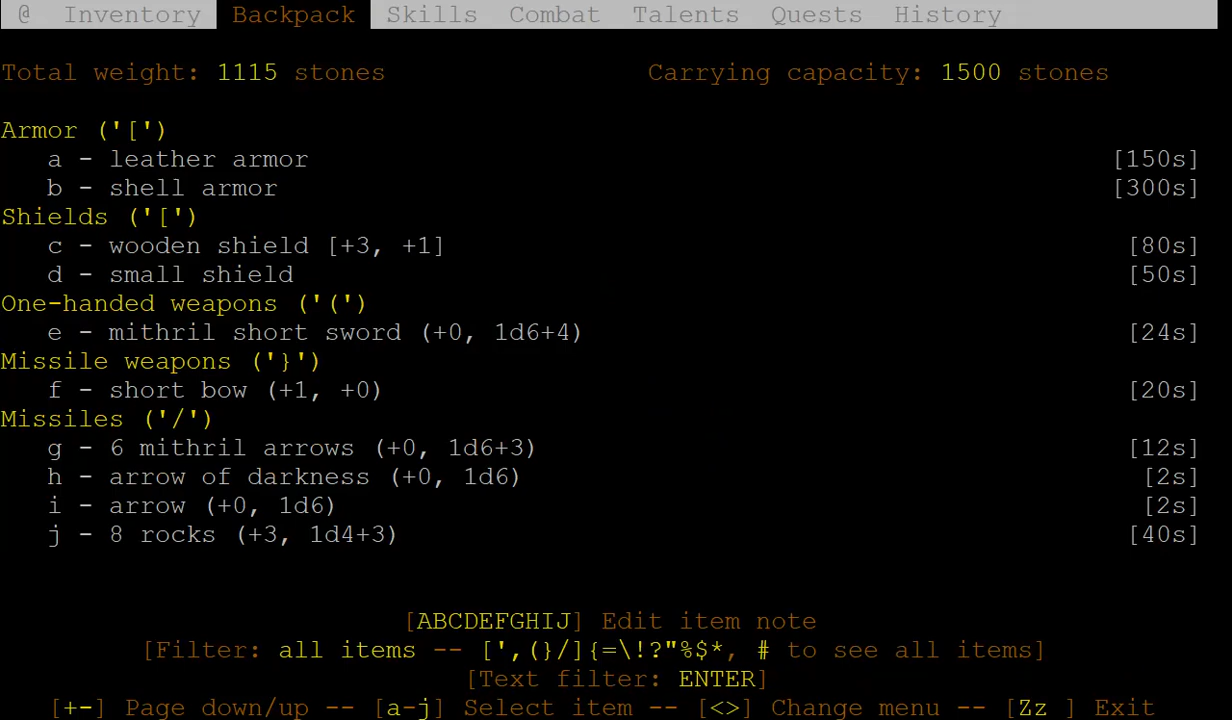 @ Inventory Backpack Skills Combat Talents Quests History
Total weight: 1115 stones Carrying capacity: 1500 stones
Armor ('[')
a - leather armor [150s]
b - shell armor [300s]
Shields ('[')
c - wooden shield [+3, +1] [80s]
d - small shield [50s]
One-handed weapons ('(')
e - mithril short sword (+0, 1d6+4) [24s]
Missile weapons ('}')
f - short bow (+1, +0) [20s]
Missiles ('/')
g - 6 mithril arrows (+0, 1d6+3) [12s]
h - arrow of darkness (+0, 1d6) [2s]
i - arrow (+0, 1d6) [2s]
j - 8 rocks (+3, 1d4+3) [40s]
[ABCDEFGHIJ] Edit item note
[Filter: all items -- [',(}/]{=\!?"%$*, # to see all items]
[Text filter: ENTER]
[+-] Page down/up -- [a-j] Select item -- [<>] Change menu -- [Zz ] Exit